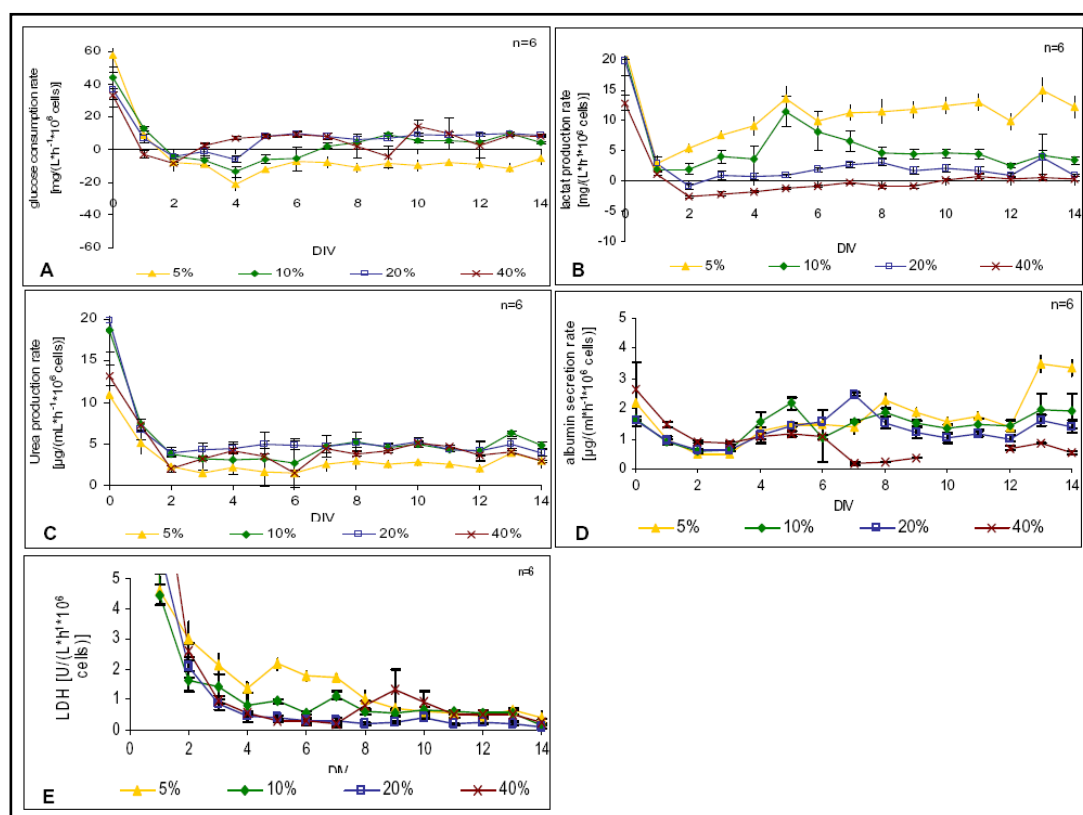 n=6
glucose consumption rate
[mg/(L*h⁻¹*10⁶ cells)]
60
40
20
0
-20
-40
-60
0 2 4 6 8 10 12 14
DIV
A
5% 10% 20% 40%
n=6
lactat production rate
[mg/(L*h⁻¹*10⁶ cells)]
20
15
10
5
0
-5
-10
0 2 4 6 8 10 12 14
DIV
B
5% 10% 20% 40%
n=6
Urea production rate
[µg/(mL*h⁻¹*10⁶ cells)]
20
15
10
5
0
0 2 4 6 8 10 12 14
DIV
C
5% 10% 20% 40%
n=6
albumin secretion rate
[µg/(ml*h⁻¹*10⁶ cells)]
5
4
3
2
1
0
0 2 4 6 8 10 12 14
DIV
D
5% 10% 20% 40%
n=6
LDH [U/(L*h¹*10⁶
cells)]
5
4
3
2
1
0
0 2 4 6 8 10 12 14
DIV
E
5% 10% 20% 40%